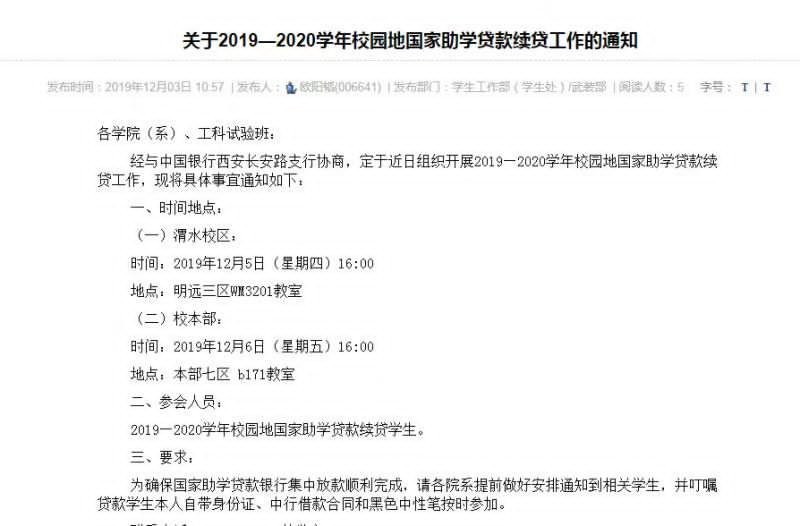 关于2019—2020学年校园地国家助学贷款续贷工作的通知
发布时间：2019年12月03日 10:57 | 发布人： 欧阳韬(006641) | 发布部门：学生工作部（学生处）/武装部 | 阅读人数：5 字号： T | T
各学院（系）、工科试验班：
经与中国银行西安长安路支行协商，定于近日组织开展2019—2020学年校园地国家助学贷款续
贷工作，现将具体事宜通知如下：
一、时间地点：
（一）渭水校区：
时间：2019年12月5日（星期四）16:00
地点：明远三区WM3201教室
（二）校本部：
时间：2019年12月6日（星期五）16:00
地点：本部七区 b171教室
二、参会人员：
2019—2020学年校园地国家助学贷款续贷学生。
三、要求：
为确保国家助学贷款银行集中放款顺利完成，请各院系提前做好安排通知到相关学生，并叮嘱
贷款学生本人自带身份证、中行借款合同和黑色中性笔按时参加。